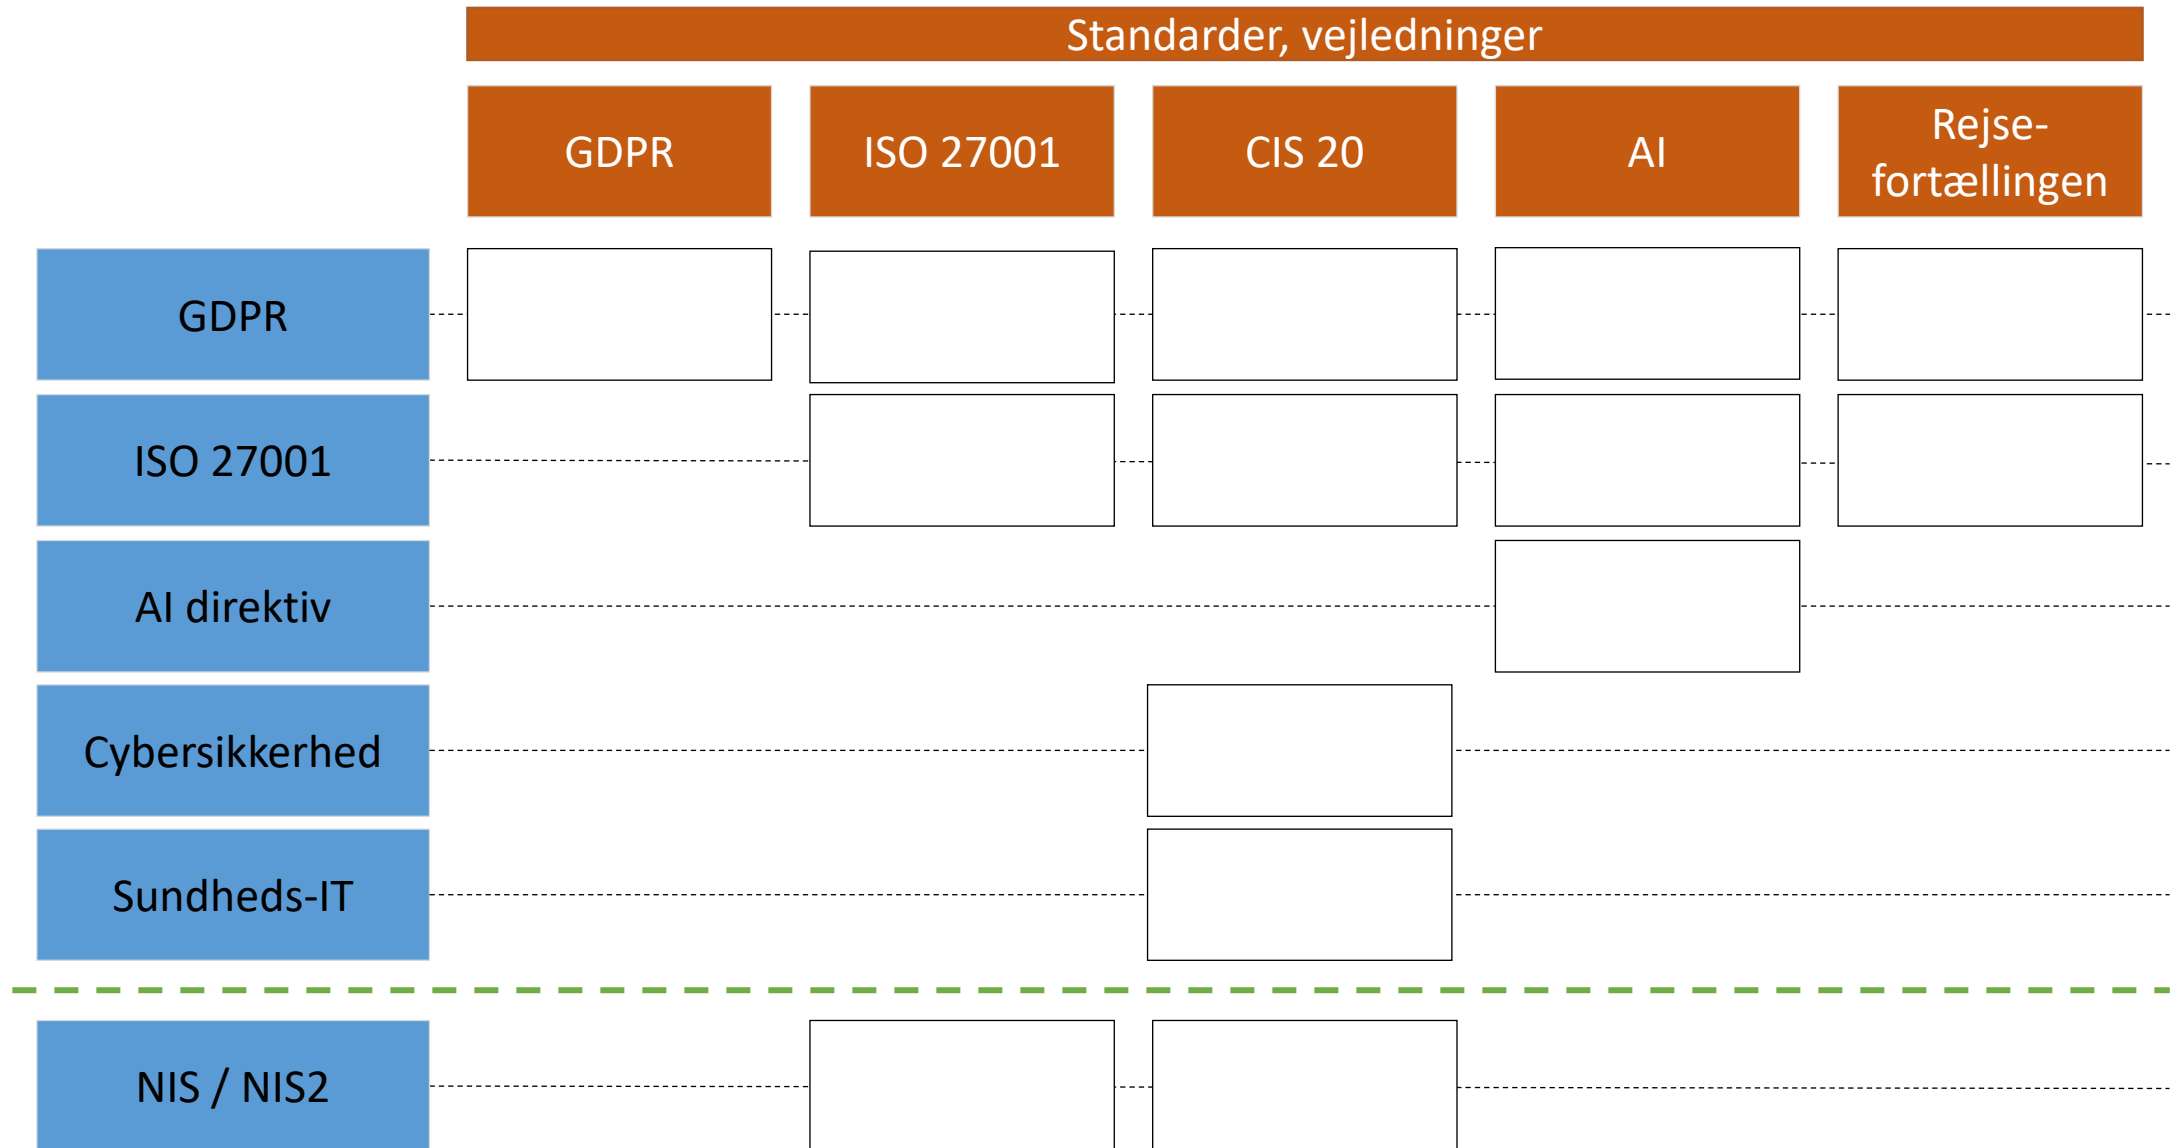 Standarder, vejledninger
GDPR
ISO 27001
CIS 20
AI
Rejse-
fortællingen
GDPR
ISO 27001
AI direktiv
Cybersikkerhed
Sundheds-IT
NIS / NIS2